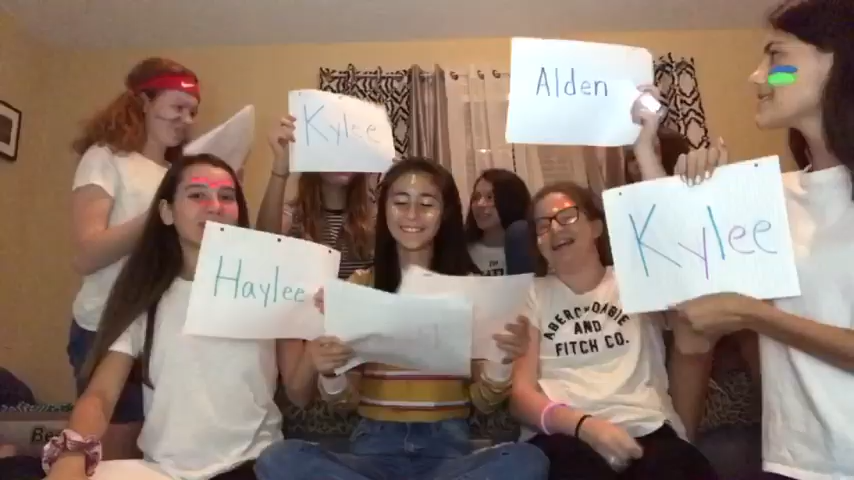 Alden
Kylee
Kylee
Haylee
ABERCROMBIE
AND
FITCH CO.